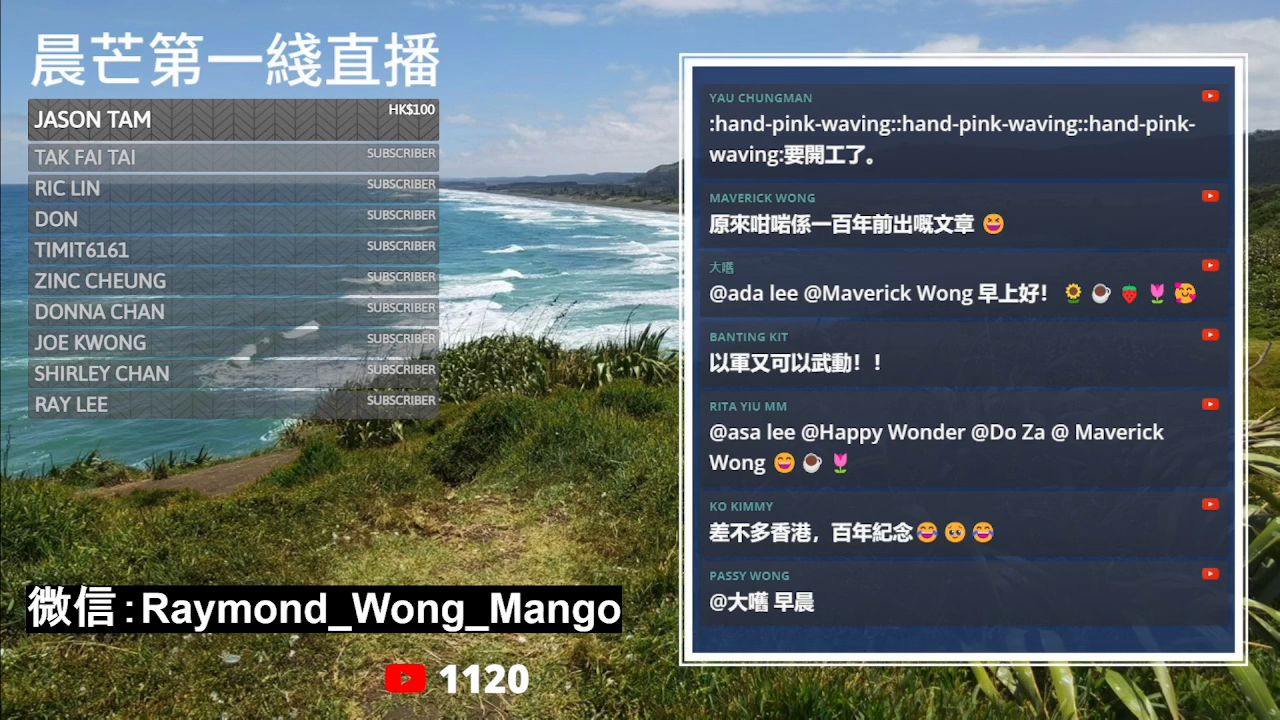 晨芒第一綫直播
JASON TAM HK$100
TAK FAI TAI SUBSCRIBER
RIC LIN SUBSCRIBER
DON SUBSCRIBER
TIMIT6161 SUBSCRIBER
ZINC CHEUNG SUBSCRIBER
DONNA CHAN SUBSCRIBER
JOE KWONG SUBSCRIBER
SHIRLEY CHAN SUBSCRIBER
RAY LEE SUBSCRIBER
微信:Raymond_Wong_Mango
1120
YAU CHUNGMAN
:hand-pink-waving::hand-pink-waving::hand-pink-
waving:要開工了。
MAVERICK WONG
原來咁啱係一百年前出嘅文章 😆
大嚿
@ada lee @Maverick Wong 早上好！ 🌻 ☕ 🍓 🌷 🥰
BANTING KIT
以軍又可以武動！！
RITA YIU MM
@asa lee @Happy Wonder @Do Za @ Maverick
Wong 😄 ☕ 🌷
KO KIMMY
差不多香港，百年紀念😂 🥹 😂
PASSY WONG
@大嚿 早晨